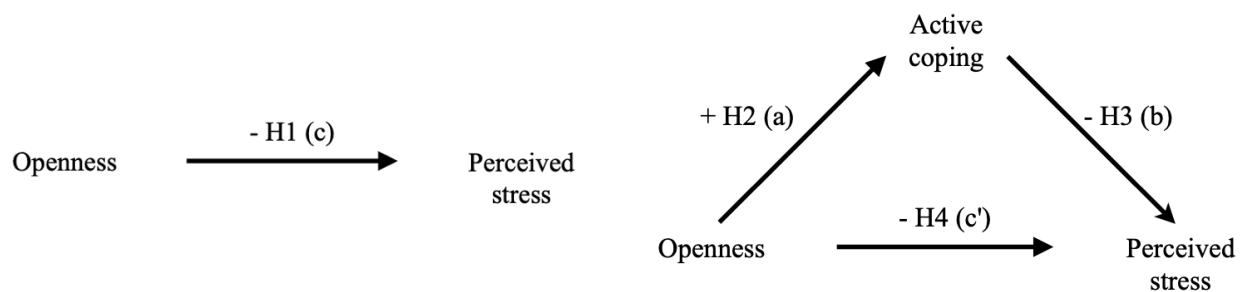 Openness
- H1 (c)
Perceived
stress
Active
coping
+ H2 (a)
- H3 (b)
Openness
- H4 (c')
Perceived
stress